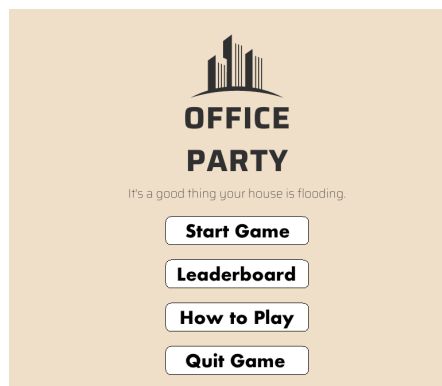 OFFICE
PARTY
It's a good thing your house is flooding.
Start Game
Leaderboard
How to Play
Quit Game